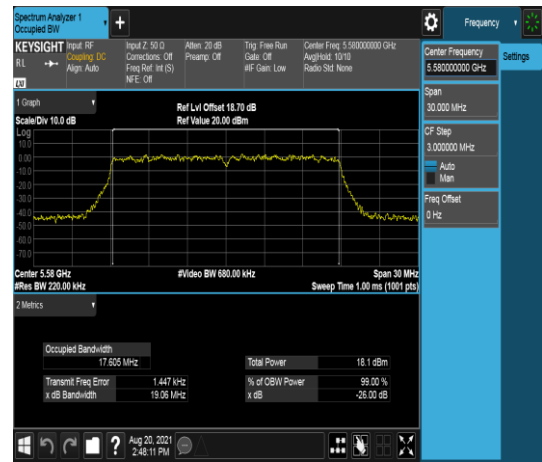 Spectrum Analyzer 1
Occupied BW
+
Frequency
KEYSIGHT
RL
Input: RF
Coupling: DC
Align: Auto
Input Z: 50 Ω
Corrections: Off
Freq Ref: Int (S)
NFE: Off
Atten: 20 dB
Preamp: Off
Trig: Free Run
Gate: Off
#IF Gain: Low
Center Freq: 5.580000000 GHz
Avg|Hold: 10/10
Radio Std: None
LXI
1 Graph
Scale/Div 10.0 dB
Ref Lvl Offset 18.70 dB
Ref Value 20.00 dBm
Log
10.0
0.00
-10.0
-20.0
-30.0
-40.0
-50.0
-60.0
-70.0
Center 5.58 GHz
#Res BW 220.00 kHz
#Video BW 680.00 kHz
Span 30 MHz
Sweep Time 1.00 ms (1001 pts)
2 Metrics
Occupied Bandwidth
17.605 MHz
Transmit Freq Error 1.447 kHz
x dB Bandwidth 19.06 MHz
Total Power 18.1 dBm
% of OBW Power 99.00 %
x dB -26.00 dB
?
Aug 20, 2021
2:48:11 PM
Center Frequency
5.580000000 GHz
Span
30.000 MHz
CF Step
3.000000 MHz
Auto
Man
Freq Offset
0 Hz
Settings